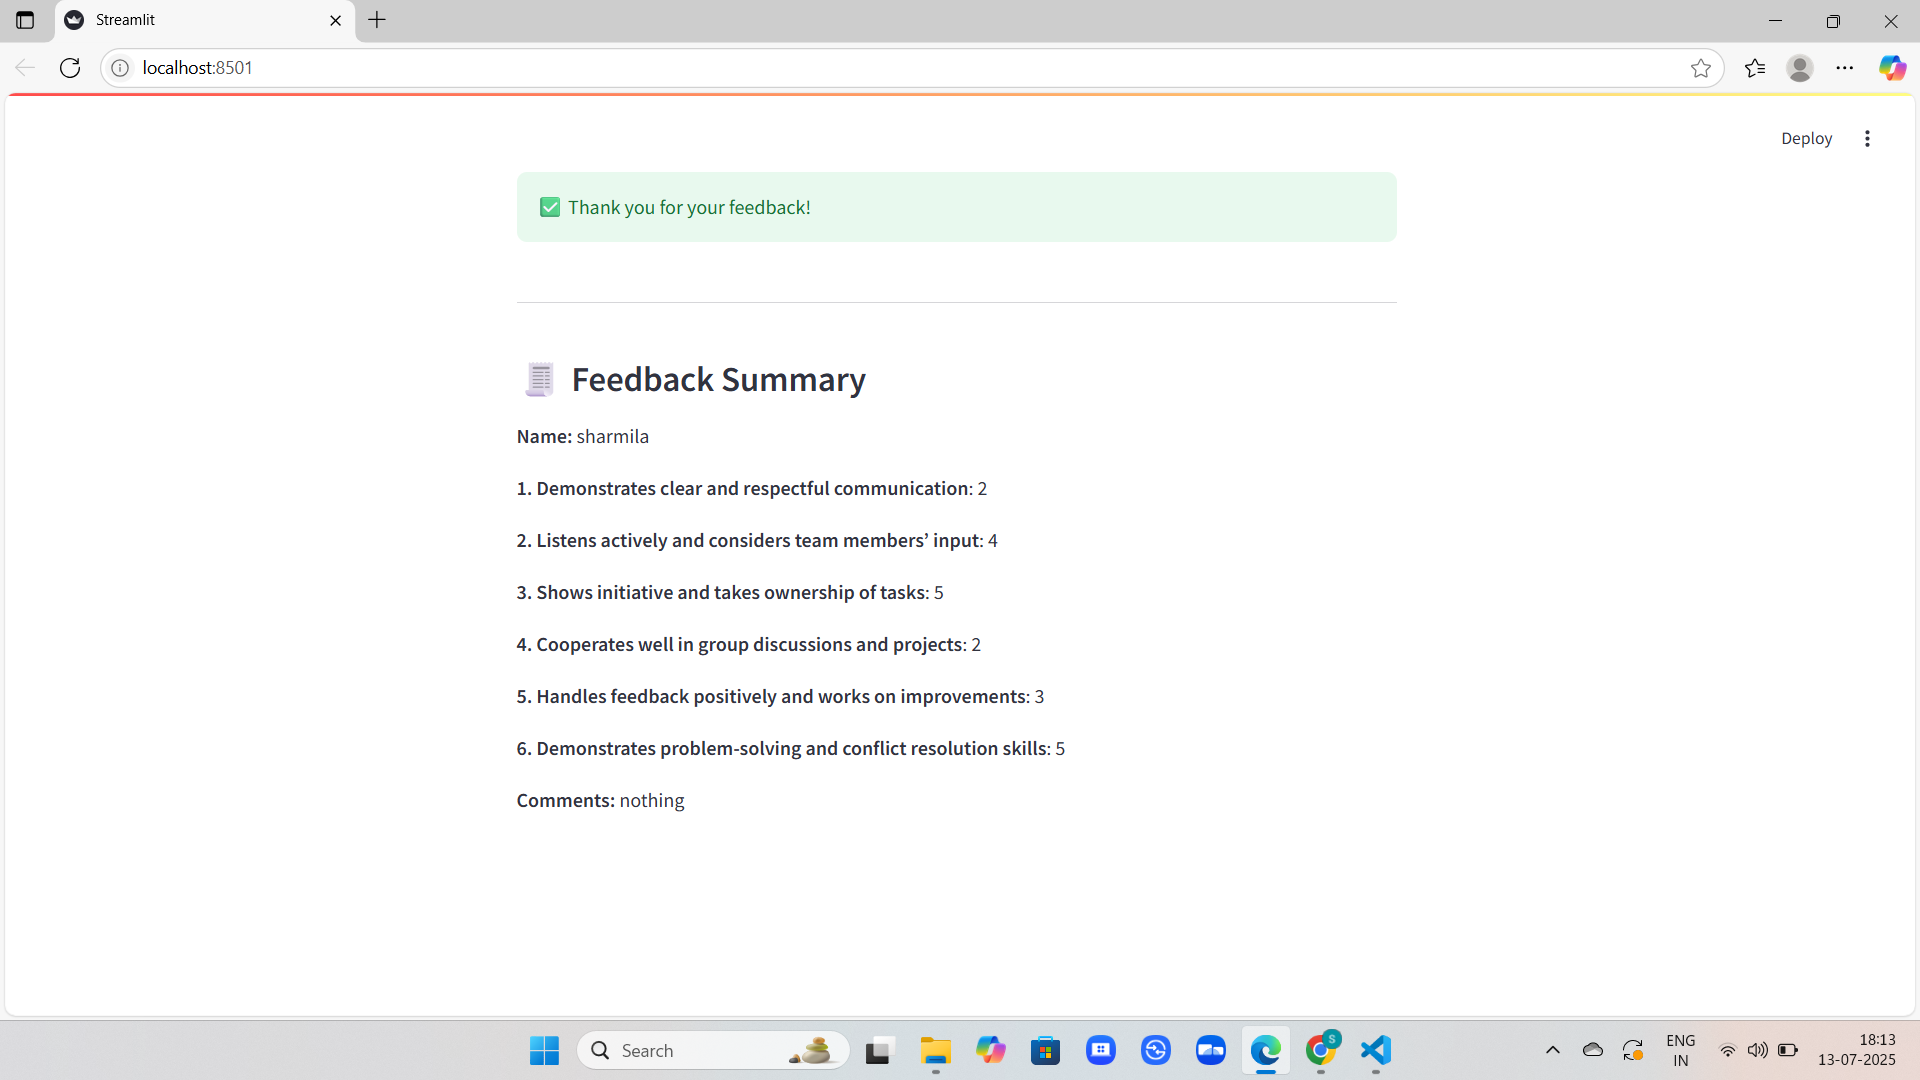 Streamlit
localhost:8501
Deploy
Thank you for your feedback!
Feedback Summary
Name: sharmila
1. Demonstrates clear and respectful communication: 2
2. Listens actively and considers team members’ input: 4
3. Shows initiative and takes ownership of tasks: 5
4. Cooperates well in group discussions and projects: 2
5. Handles feedback positively and works on improvements: 3
6. Demonstrates problem-solving and conflict resolution skills: 5
Comments: nothing
Search
S
ENG
IN
18:13
13-07-2025